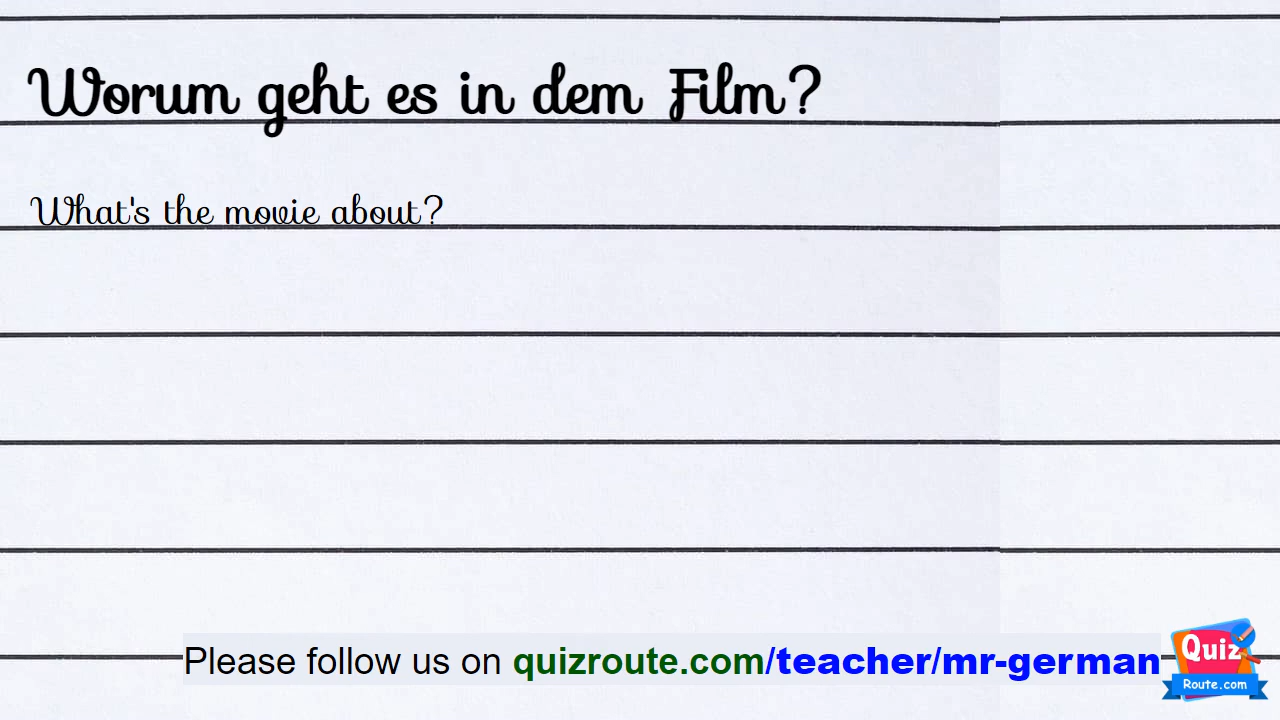 Worum geht es in dem Film?
What's the movie about?
Please follow us on quizroute.com/teacher/mr-german
Quiz
Route.com